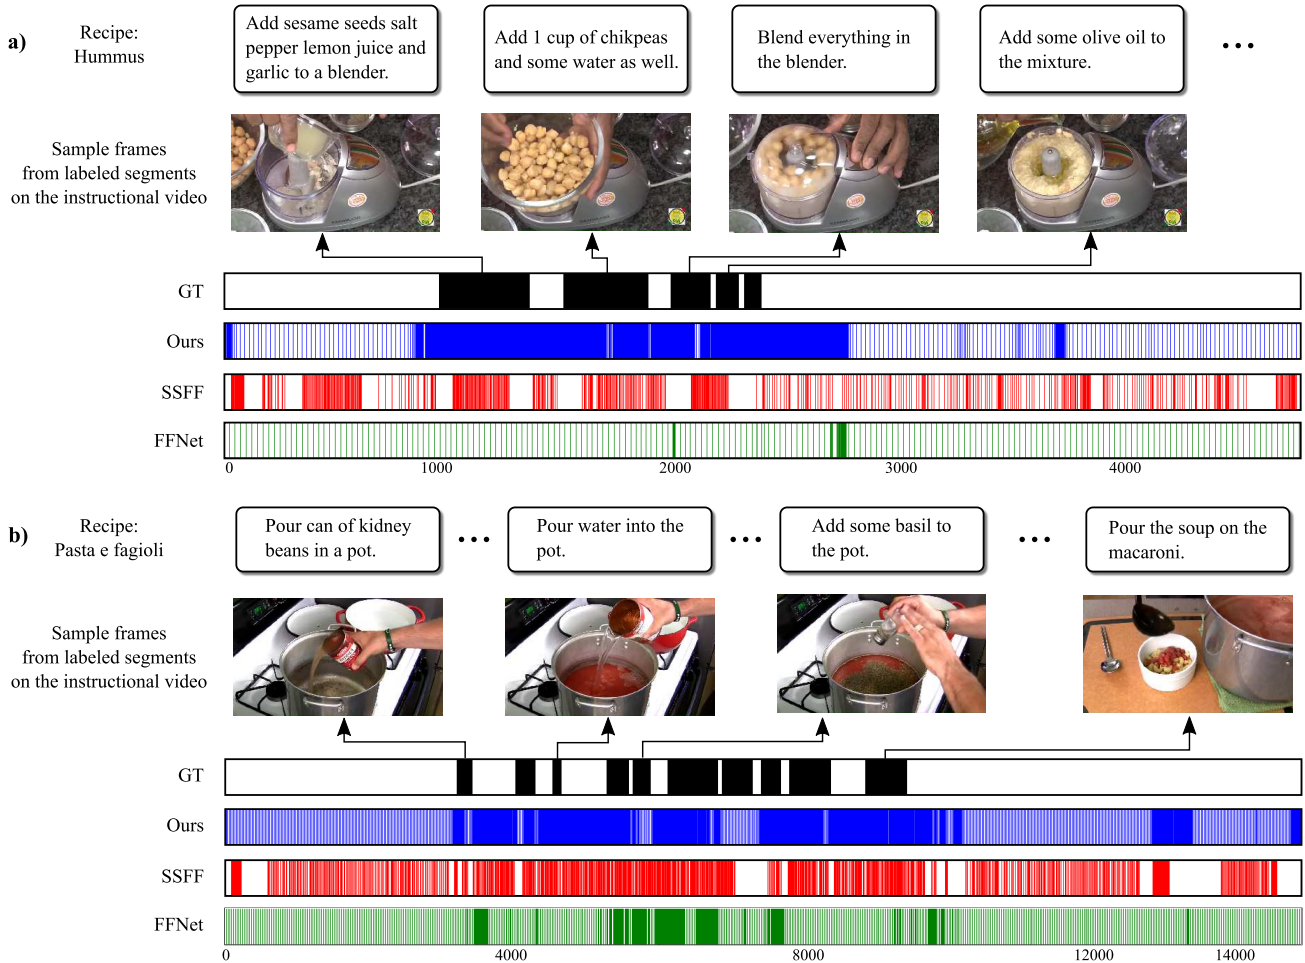 a)
Recipe:
Hummus
Add sesame seeds salt
pepper lemon juice and
garlic to a blender.
Add 1 cup of chikpeas
and some water as well.
Blend everything in
the blender.
Add some olive oil to
the mixture.
...
Sample frames
from labeled segments
on the instructional video
GT
Ours
SSFF
FFNet
0 1000 2000 3000 4000
b)
Recipe:
Pasta e fagioli
Pour can of kidney
beans in a pot.
...
Pour water into the
pot.
...
Add some basil to
the pot.
...
Pour the soup on the
macaroni.
Sample frames
from labeled segments
on the instructional video
GT
Ours
SSFF
FFNet
0 4000 8000 12000 14000